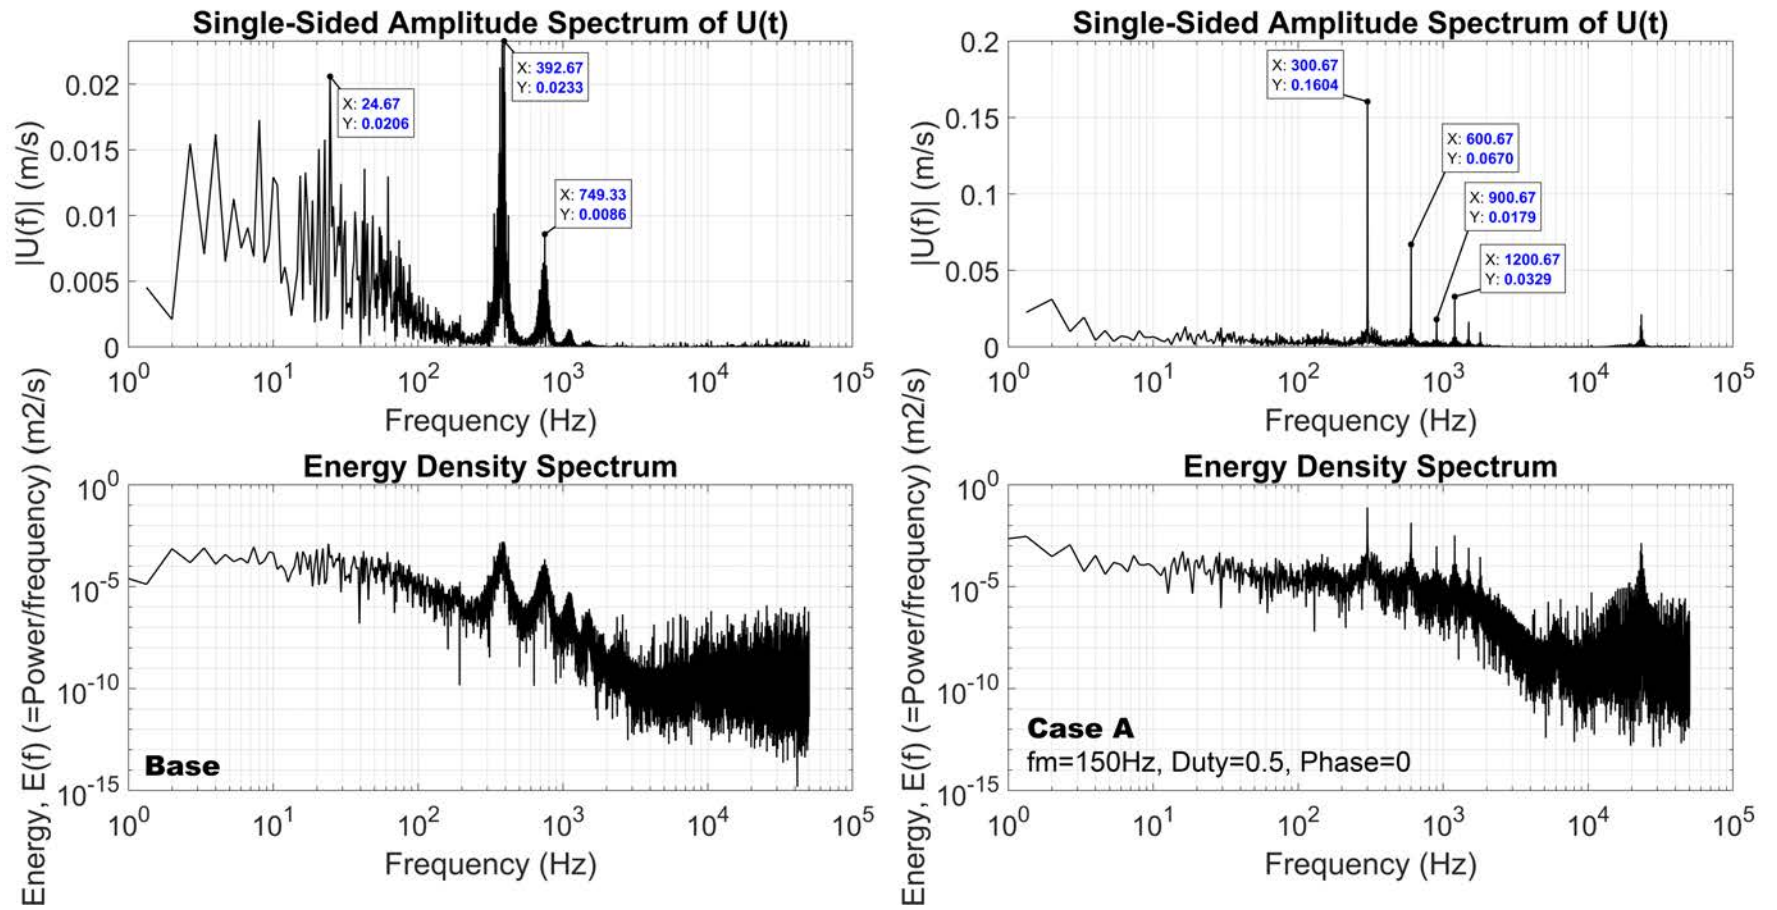 Single-Sided Amplitude Spectrum of U(t)
|U(f)| (m/s)
0.02
0.015
0.01
0.005
0
X: 24.67
Y: 0.0206
X: 392.67
Y: 0.0233
X: 749.33
Y: 0.0086
10^0 10^1 10^2 10^3 10^4 10^5
Frequency (Hz)
Single-Sided Amplitude Spectrum of U(t)
|U(f)| (m/s)
0.2
0.15
0.1
0.05
0
X: 300.67
Y: 0.1604
X: 600.67
Y: 0.0670
X: 900.67
Y: 0.0179
X: 1200.67
Y: 0.0329
10^0 10^1 10^2 10^3 10^4 10^5
Frequency (Hz)
Energy Density Spectrum
Energy, E(f) (=Power/frequency) (m2/s)
10^0
10^-5
10^-10
10^-15
Base
10^0 10^1 10^2 10^3 10^4 10^5
Frequency (Hz)
Energy Density Spectrum
Energy, E(f) (=Power/frequency) (m2/s)
10^0
10^-5
10^-10
10^-15
Case A
fm=150Hz, Duty=0.5, Phase=0
10^0 10^1 10^2 10^3 10^4 10^5
Frequency (Hz)